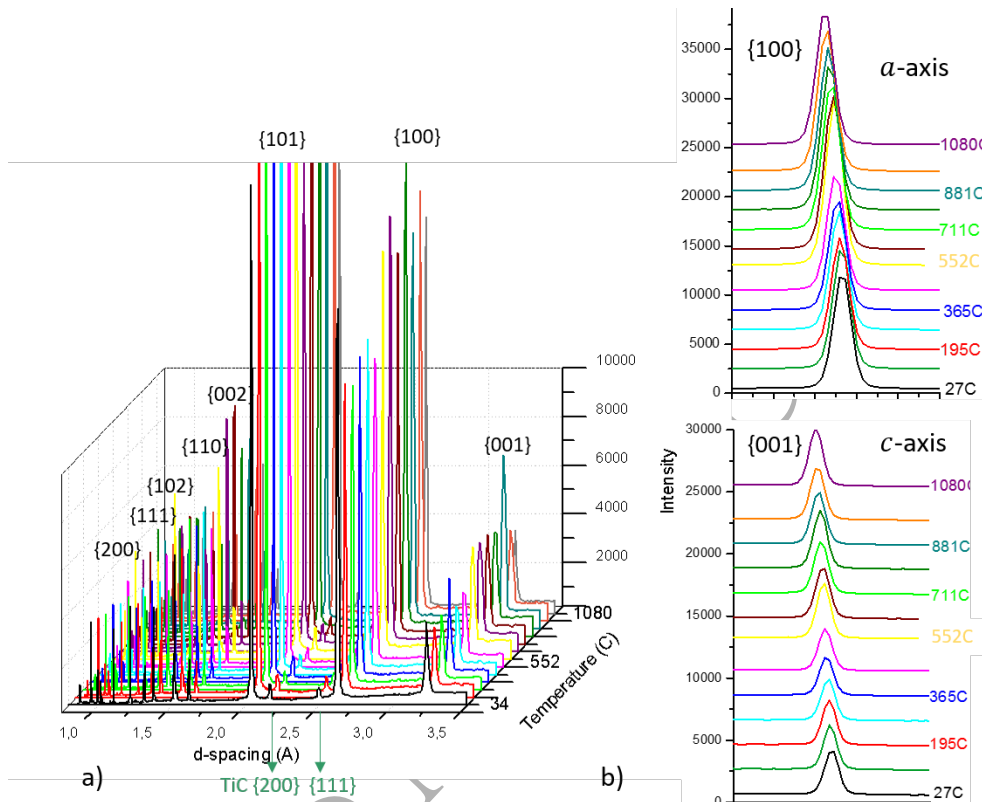 {101}
{100}
{002}
{110}
{102}
{111}
{200}
{001}
10000
8000
6000
4000
2000
1080
552
34
Temperature (C)
1,0
1,5
2,0
2,5
3,0
3,5
d-spacing (A)
a)
TiC {200} {111}
{100}
a-axis
35000
30000
25000
20000
15000
10000
5000
0
1080C
881C
711C
552C
365C
195C
27C
{001}
c-axis
Intensity
30000
25000
20000
15000
10000
5000
0
1080C
881C
711C
552C
365C
195C
27C
b)